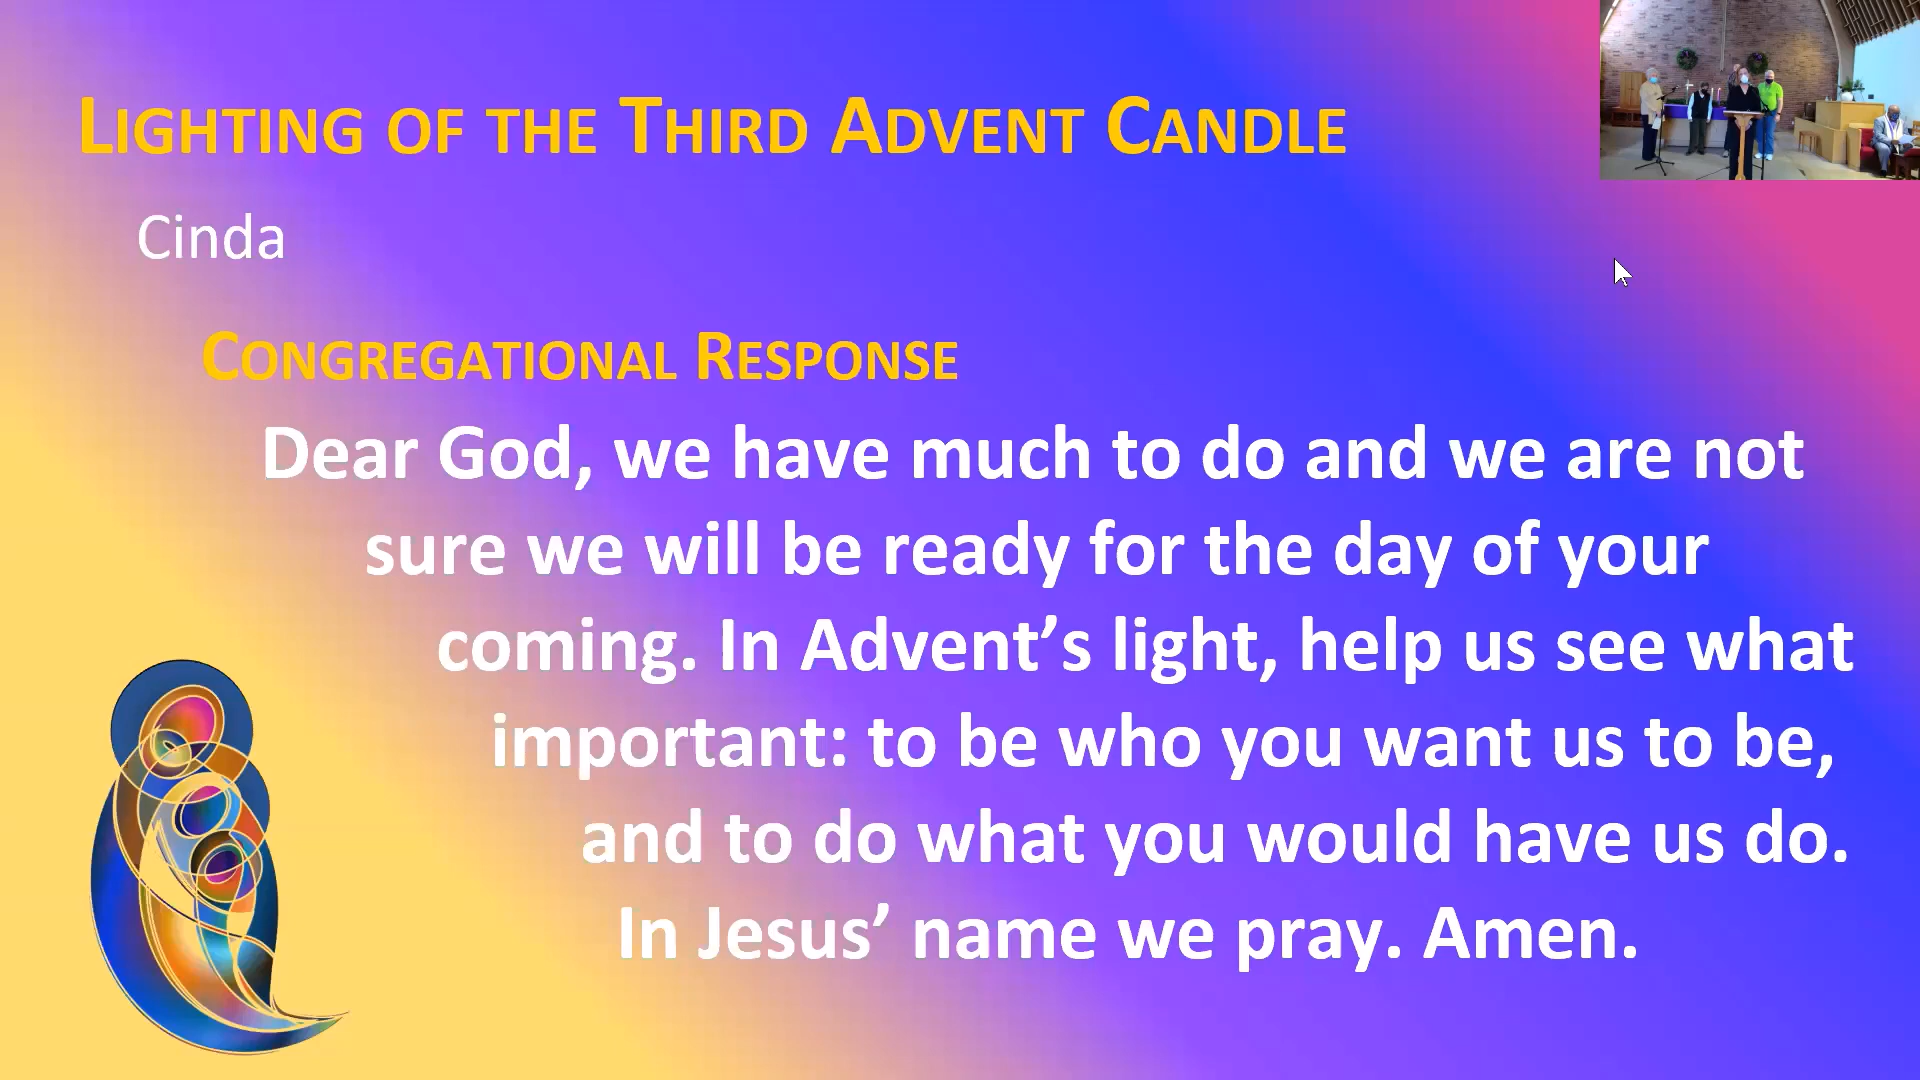 LIGHTING OF THE THIRD ADVENT CANDLE
Cinda
CONGREGATIONAL RESPONSE
Dear God, we have much to do and we are not
sure we will be ready for the day of your
coming. In Advent’s light, help us see what
important: to be who you want us to be,
and to do what you would have us do.
In Jesus’ name we pray. Amen.